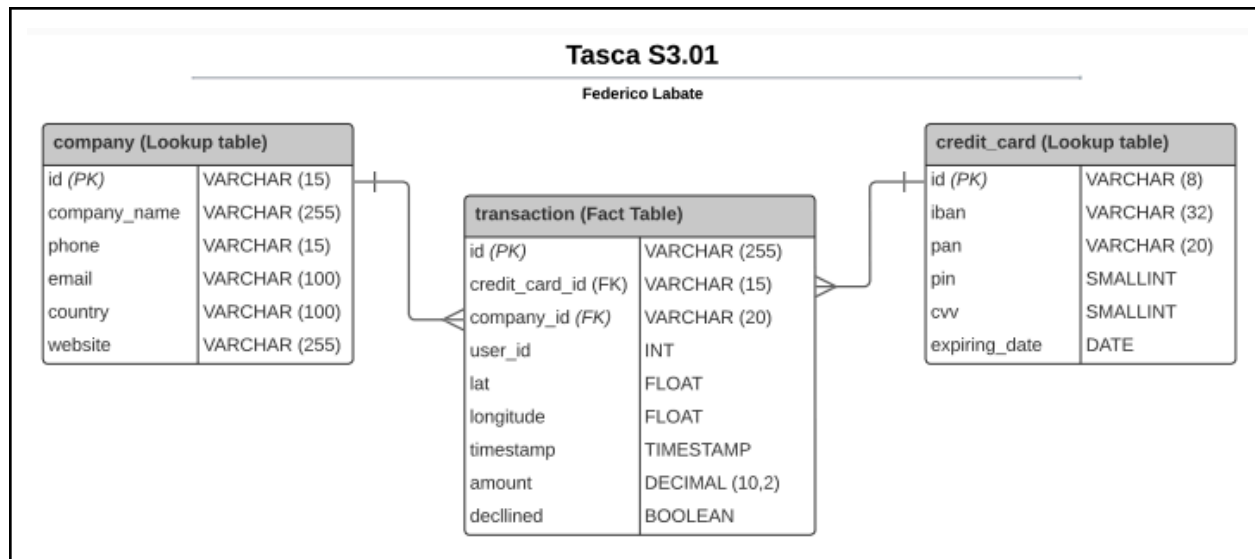 Tasca S3.01
Federico Labate
company (Lookup table)
id (PK) VARCHAR (15)
company_name VARCHAR (255)
phone VARCHAR (15)
email VARCHAR (100)
country VARCHAR (100)
website VARCHAR (255)
transaction (Fact Table)
id (PK) VARCHAR (255)
credit_card_id (FK) VARCHAR (15)
company_id (FK) VARCHAR (20)
user_id INT
lat FLOAT
longitude FLOAT
timestamp TIMESTAMP
amount DECIMAL (10,2)
decllined BOOLEAN
credit_card (Lookup table)
id (PK) VARCHAR (8)
iban VARCHAR (32)
pan VARCHAR (20)
pin SMALLINT
cvv SMALLINT
expiring_date DATE